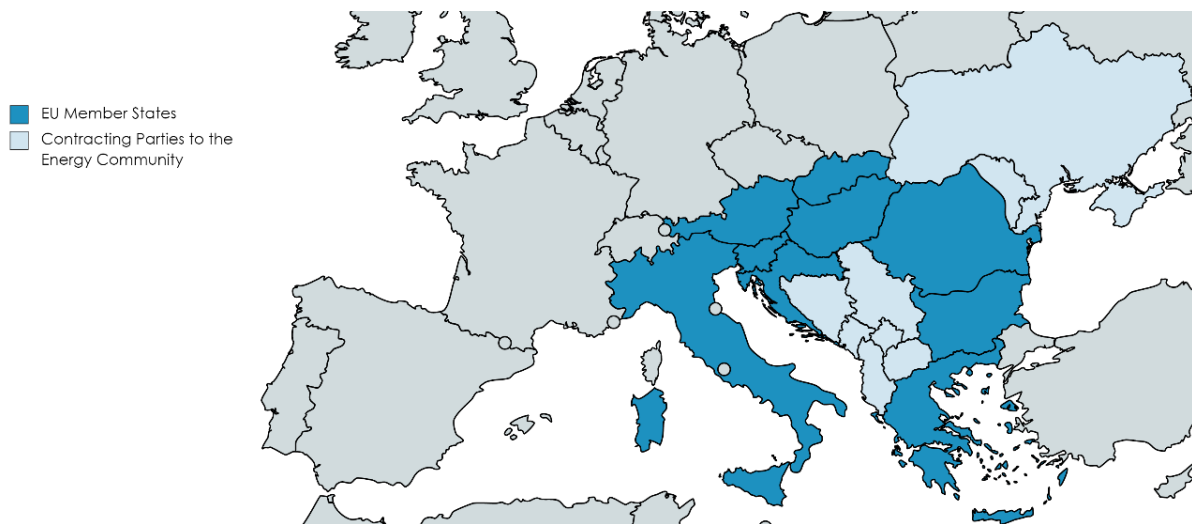 EU Member States
Contracting Parties to the
Energy Community